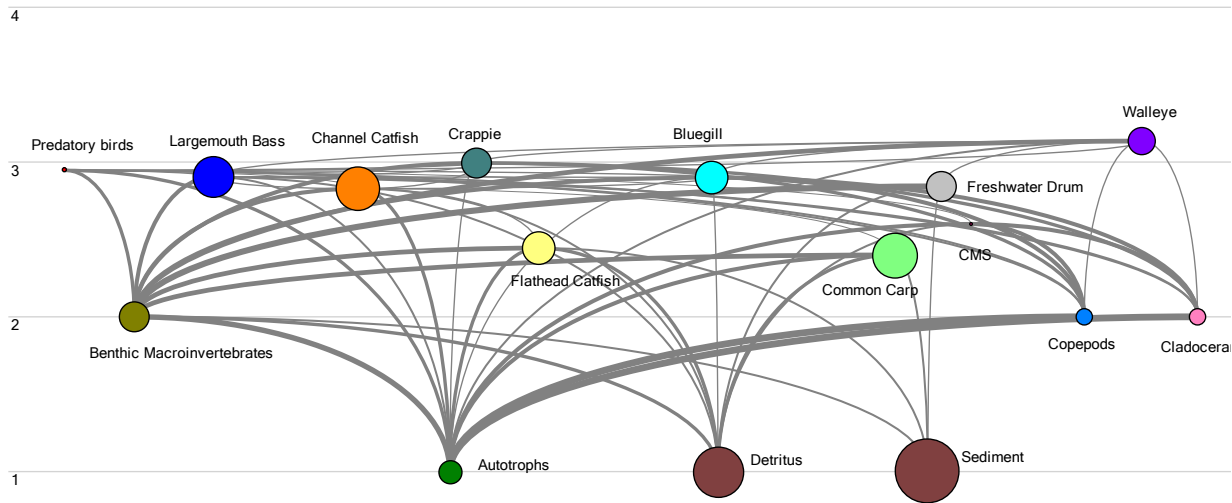 4
Walleye
Crappie
Bluegill
Channel Catfish
Largemouth Bass
Predatory birds
3
Freshwater Drum
CMS
Flathead Catfish
Common Carp
2
Copepods
Cladoceran
Benthic Macroinvertebrates
Autotrophs
Detritus
Sediment
1